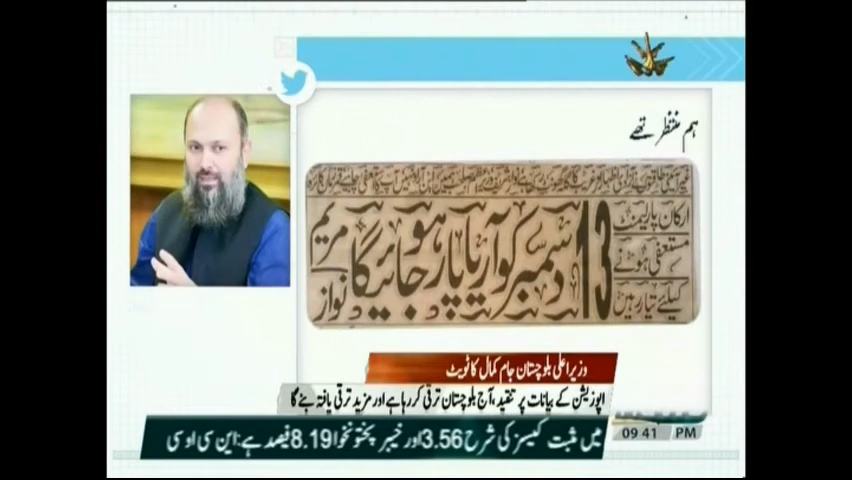 ہم منتظر تھے
ارکان پارلیمنٹ
مستعفی ہونے
کیلئے تیار رہیں
13 دسمبر کو آر یا پار ہو جائیگا
مریم نواز
وزیراعلیٰ بلوچستان جام کمال کا ٹویٹ
اپوزیشن کے بیانات پر تنقید، آج بلوچستان ترقی کر رہا ہے اور مزید ترقی یافتہ بنے گا
میں مثبت کیسز کی شرح 3.56 اور خیبر پختونخوا 8.19 فیصد ہے: این سی او سی
09:41 PM